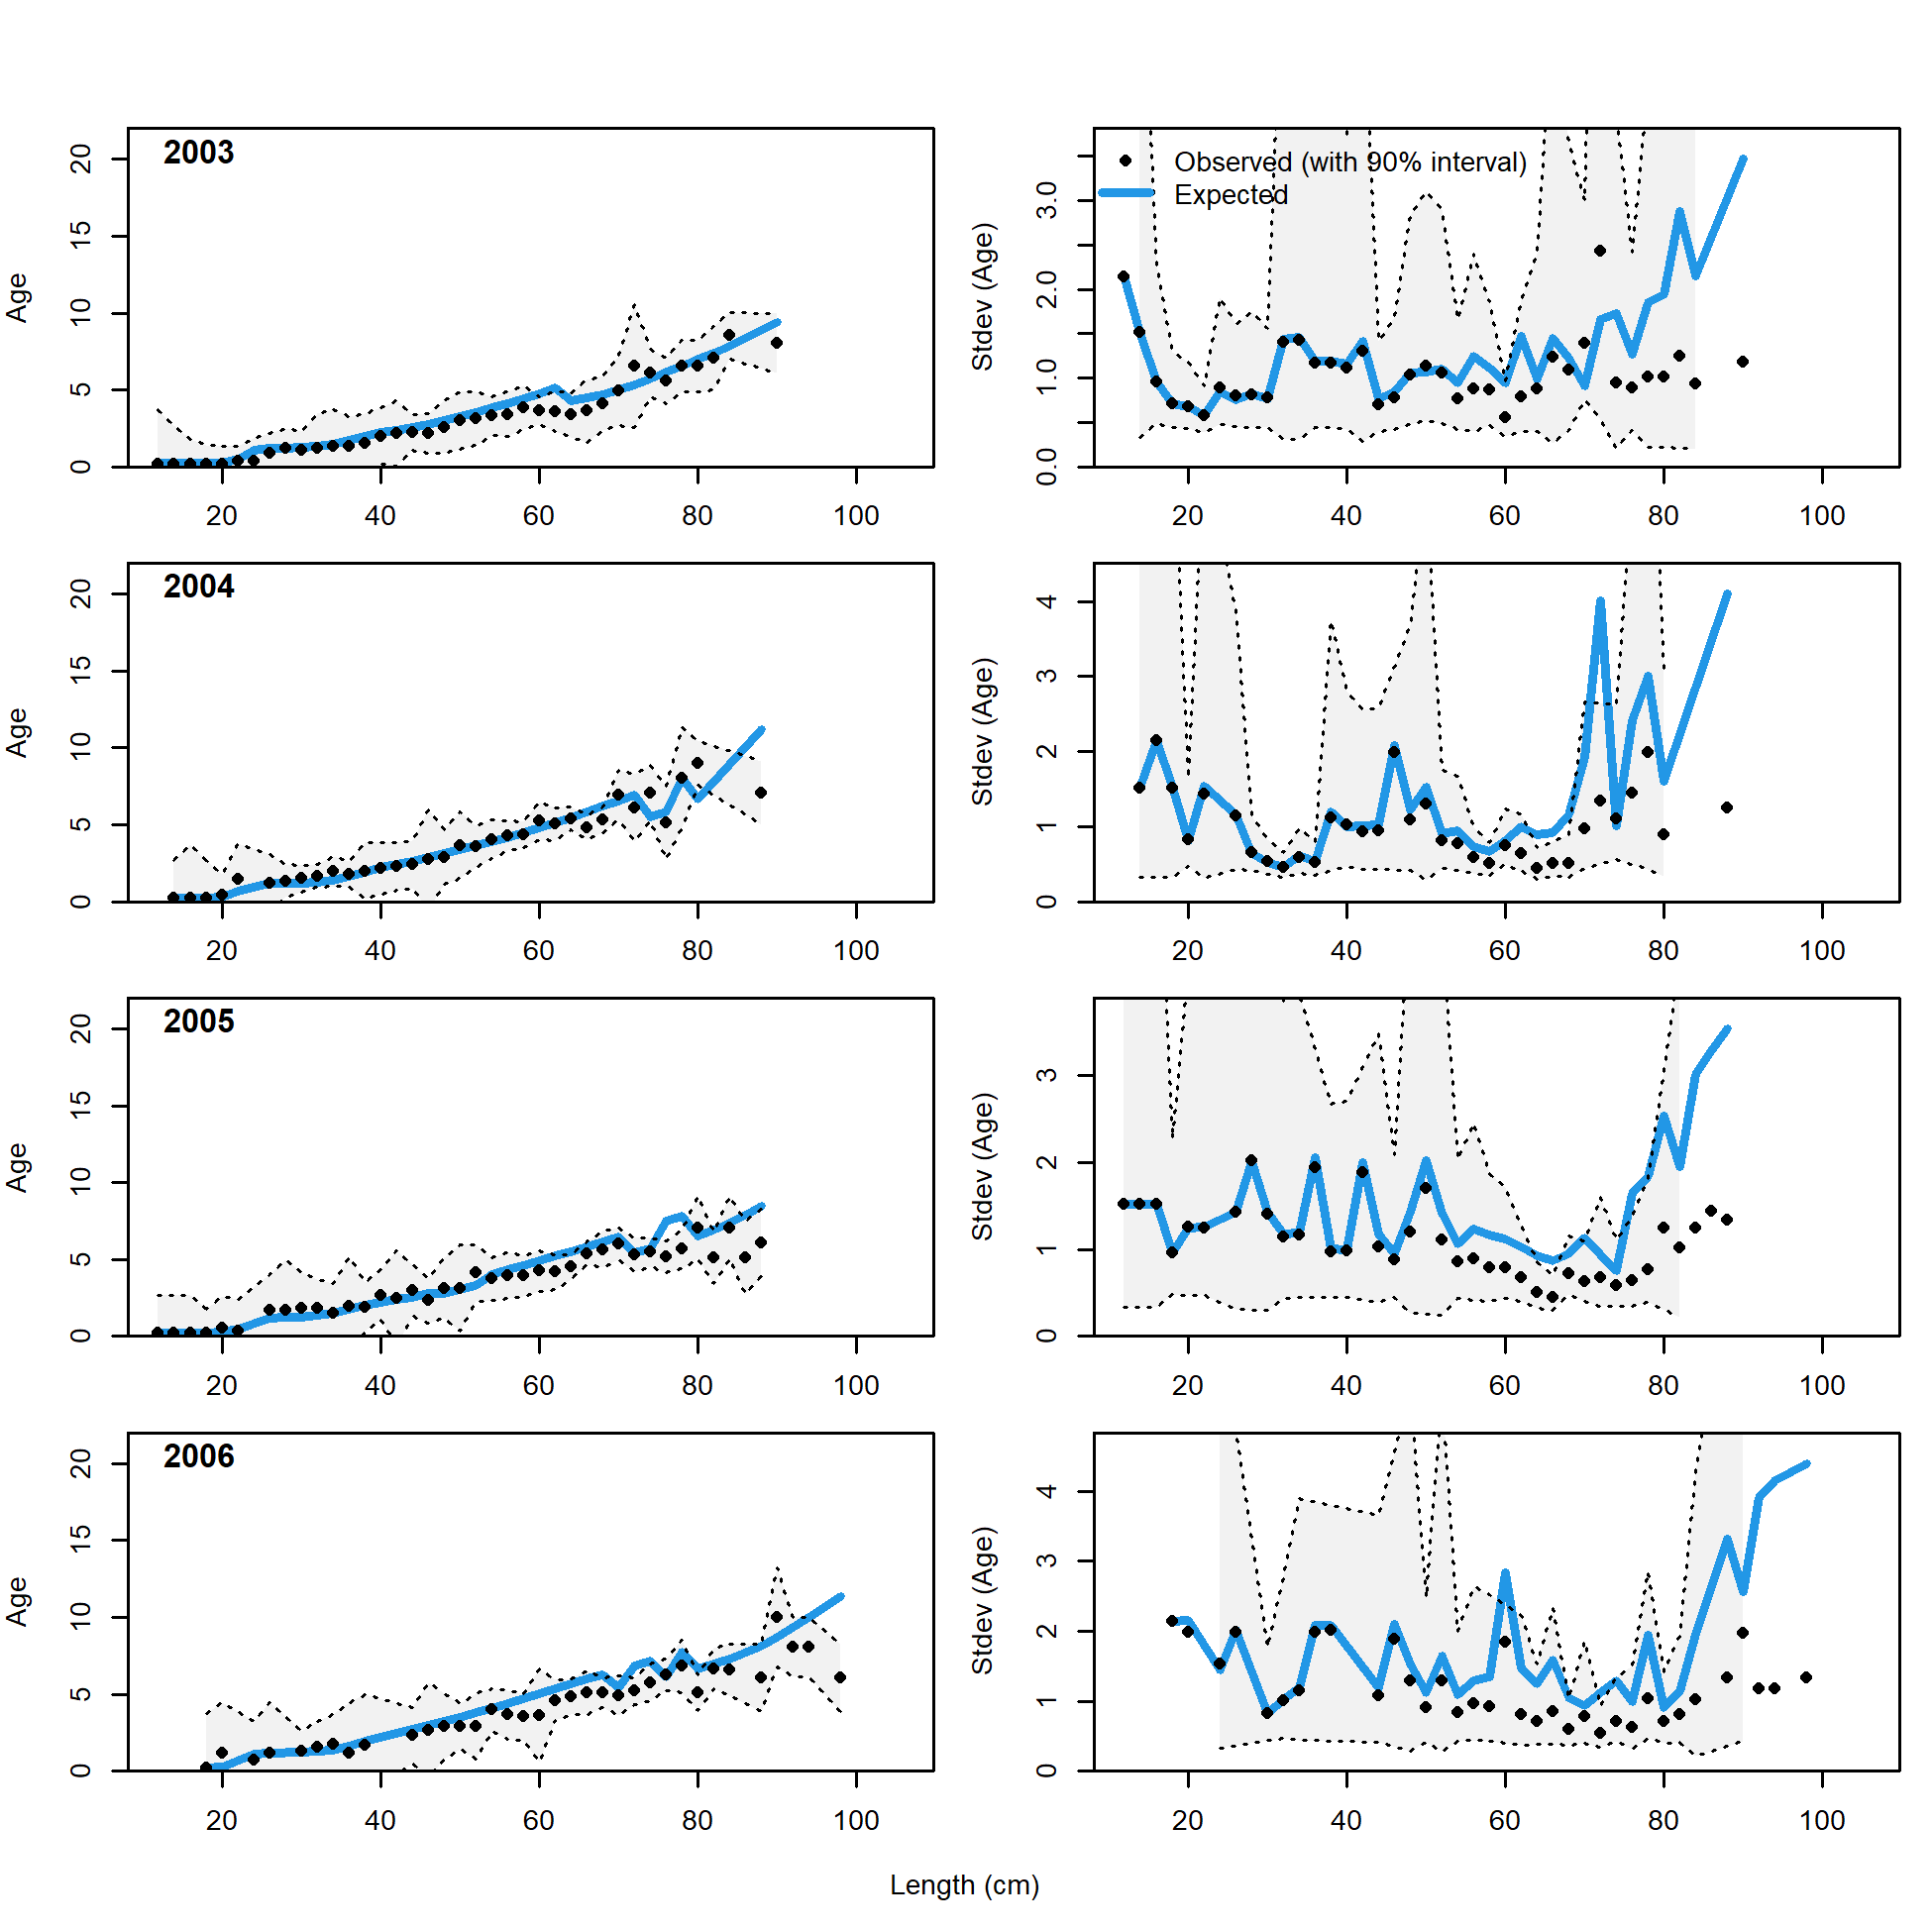 2003
Age
0 5 10 15 20
20 40 60 80 100
Observed (with 90% interval)
Expected
Stdev (Age)
0.0 1.0 2.0 3.0
20 40 60 80 100
2004
Age
0 5 10 15 20
20 40 60 80 100
Stdev (Age)
0 1 2 3 4
20 40 60 80 100
2005
Age
0 5 10 15 20
20 40 60 80 100
Stdev (Age)
0 1 2 3
20 40 60 80 100
2006
Age
0 5 10 15 20
20 40 60 80 100
Stdev (Age)
0 1 2 3 4
20 40 60 80 100
Length (cm)